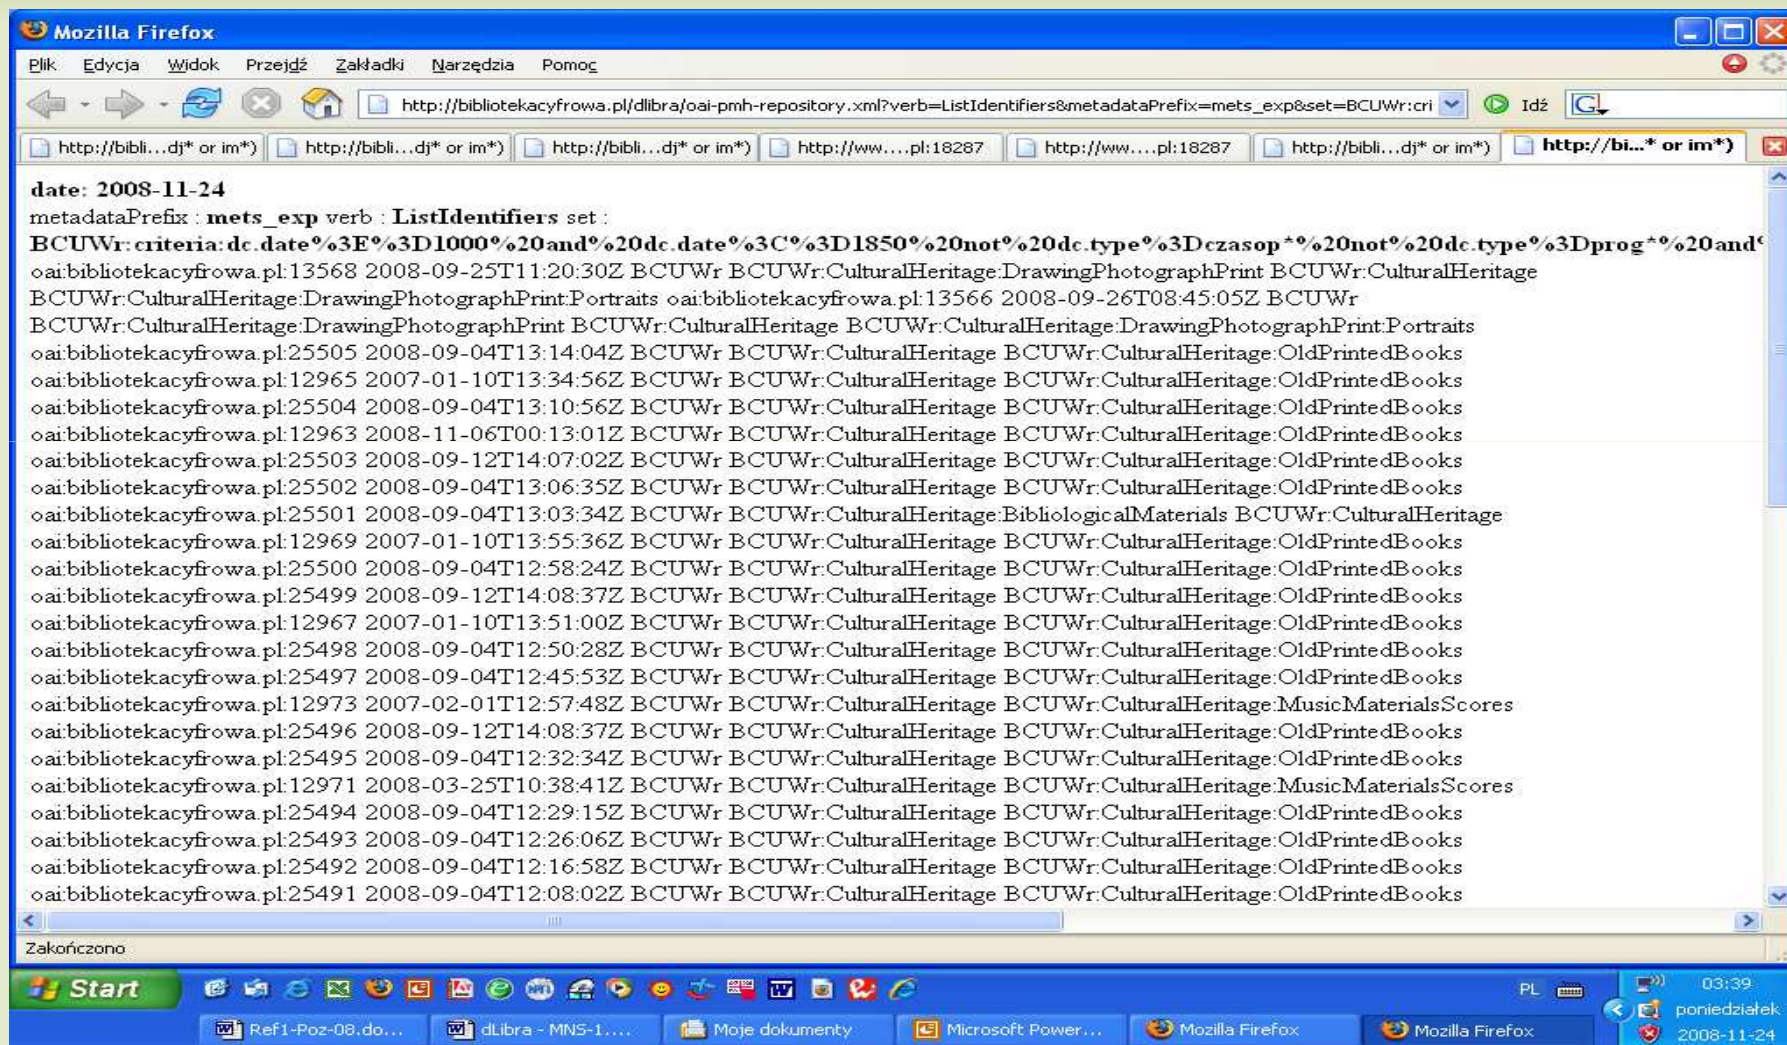 Mozilla Firefox
Plik Edycja Widok Przejdź Zakładki Narzędzia Pomoc
http://bibliotekacyfrowa.pl/dlibra/oai-pmh-repository.xml?verb=ListIdentifiers&metadataPrefix=mets_exp&set=BCUWr:cri Idź
http://bibli...dj* or im*) http://bibli...dj* or im*) http://bibli...dj* or im*) http://ww....pl:18287 http://ww....pl:18287 http://bibli...dj* or im*) http://bi...* or im*)
date: 2008-11-24
metadataPrefix : mets_exp verb : ListIdentifiers set :
BCUWr:criteria:dc.date%3E%3D1000%20and%20dc.date%3C%3D1850%20not%20dc.type%3Dczasop*%20not%20dc.type%3Dprog*%20and
oai:bibliotekacyfrowa.pl:13568 2008-09-25T11:20:30Z BCUWr BCUWr:CulturalHeritage:DrawingPhotographPrint BCUWr:CulturalHeritage
BCUWr:CulturalHeritage:DrawingPhotographPrint:Portraits oai:bibliotekacyfrowa.pl:13566 2008-09-26T08:45:05Z BCUWr
BCUWr:CulturalHeritage:DrawingPhotographPrint BCUWr:CulturalHeritage BCUWr:CulturalHeritage:DrawingPhotographPrint:Portraits
oai:bibliotekacyfrowa.pl:25505 2008-09-04T13:14:04Z BCUWr BCUWr:CulturalHeritage BCUWr:CulturalHeritage:OldPrintedBooks
oai:bibliotekacyfrowa.pl:12965 2007-01-10T13:34:56Z BCUWr BCUWr:CulturalHeritage BCUWr:CulturalHeritage:OldPrintedBooks
oai:bibliotekacyfrowa.pl:25504 2008-09-04T13:10:56Z BCUWr BCUWr:CulturalHeritage BCUWr:CulturalHeritage:OldPrintedBooks
oai:bibliotekacyfrowa.pl:12963 2008-11-06T00:13:01Z BCUWr BCUWr:CulturalHeritage BCUWr:CulturalHeritage:OldPrintedBooks
oai:bibliotekacyfrowa.pl:25503 2008-09-12T14:07:02Z BCUWr BCUWr:CulturalHeritage BCUWr:CulturalHeritage:OldPrintedBooks
oai:bibliotekacyfrowa.pl:25502 2008-09-04T13:06:35Z BCUWr BCUWr:CulturalHeritage BCUWr:CulturalHeritage:OldPrintedBooks
oai:bibliotekacyfrowa.pl:25501 2008-09-04T13:03:34Z BCUWr BCUWr:CulturalHeritage:BibliologicalMaterials BCUWr:CulturalHeritage
oai:bibliotekacyfrowa.pl:12969 2007-01-10T13:55:36Z BCUWr BCUWr:CulturalHeritage BCUWr:CulturalHeritage:OldPrintedBooks
oai:bibliotekacyfrowa.pl:25500 2008-09-04T12:58:24Z BCUWr BCUWr:CulturalHeritage BCUWr:CulturalHeritage:OldPrintedBooks
oai:bibliotekacyfrowa.pl:25499 2008-09-12T14:08:37Z BCUWr BCUWr:CulturalHeritage BCUWr:CulturalHeritage:OldPrintedBooks
oai:bibliotekacyfrowa.pl:12967 2007-01-10T13:51:00Z BCUWr BCUWr:CulturalHeritage BCUWr:CulturalHeritage:OldPrintedBooks
oai:bibliotekacyfrowa.pl:25498 2008-09-04T12:50:28Z BCUWr BCUWr:CulturalHeritage BCUWr:CulturalHeritage:OldPrintedBooks
oai:bibliotekacyfrowa.pl:25497 2008-09-04T12:45:53Z BCUWr BCUWr:CulturalHeritage BCUWr:CulturalHeritage:OldPrintedBooks
oai:bibliotekacyfrowa.pl:12973 2007-02-01T12:57:48Z BCUWr BCUWr:CulturalHeritage BCUWr:CulturalHeritage:MusicMaterialsScores
oai:bibliotekacyfrowa.pl:25496 2008-09-12T14:08:37Z BCUWr BCUWr:CulturalHeritage BCUWr:CulturalHeritage:OldPrintedBooks
oai:bibliotekacyfrowa.pl:25495 2008-09-04T12:32:34Z BCUWr BCUWr:CulturalHeritage BCUWr:CulturalHeritage:OldPrintedBooks
oai:bibliotekacyfrowa.pl:12971 2008-03-25T10:38:41Z BCUWr BCUWr:CulturalHeritage BCUWr:CulturalHeritage:MusicMaterialsScores
oai:bibliotekacyfrowa.pl:25494 2008-09-04T12:29:15Z BCUWr BCUWr:CulturalHeritage BCUWr:CulturalHeritage:OldPrintedBooks
oai:bibliotekacyfrowa.pl:25493 2008-09-04T12:26:06Z BCUWr BCUWr:CulturalHeritage BCUWr:CulturalHeritage:OldPrintedBooks
oai:bibliotekacyfrowa.pl:25492 2008-09-04T12:16:58Z BCUWr BCUWr:CulturalHeritage BCUWr:CulturalHeritage:OldPrintedBooks
oai:bibliotekacyfrowa.pl:25491 2008-09-04T12:08:02Z BCUWr BCUWr:CulturalHeritage BCUWr:CulturalHeritage:OldPrintedBooks
Zakończono
Start PL 03:39
poniedziałek
Ref1-Poz-08.do... dLibra - MNS-1.... Moje dokumenty Microsoft Power... Mozilla Firefox Mozilla Firefox
2008-11-24